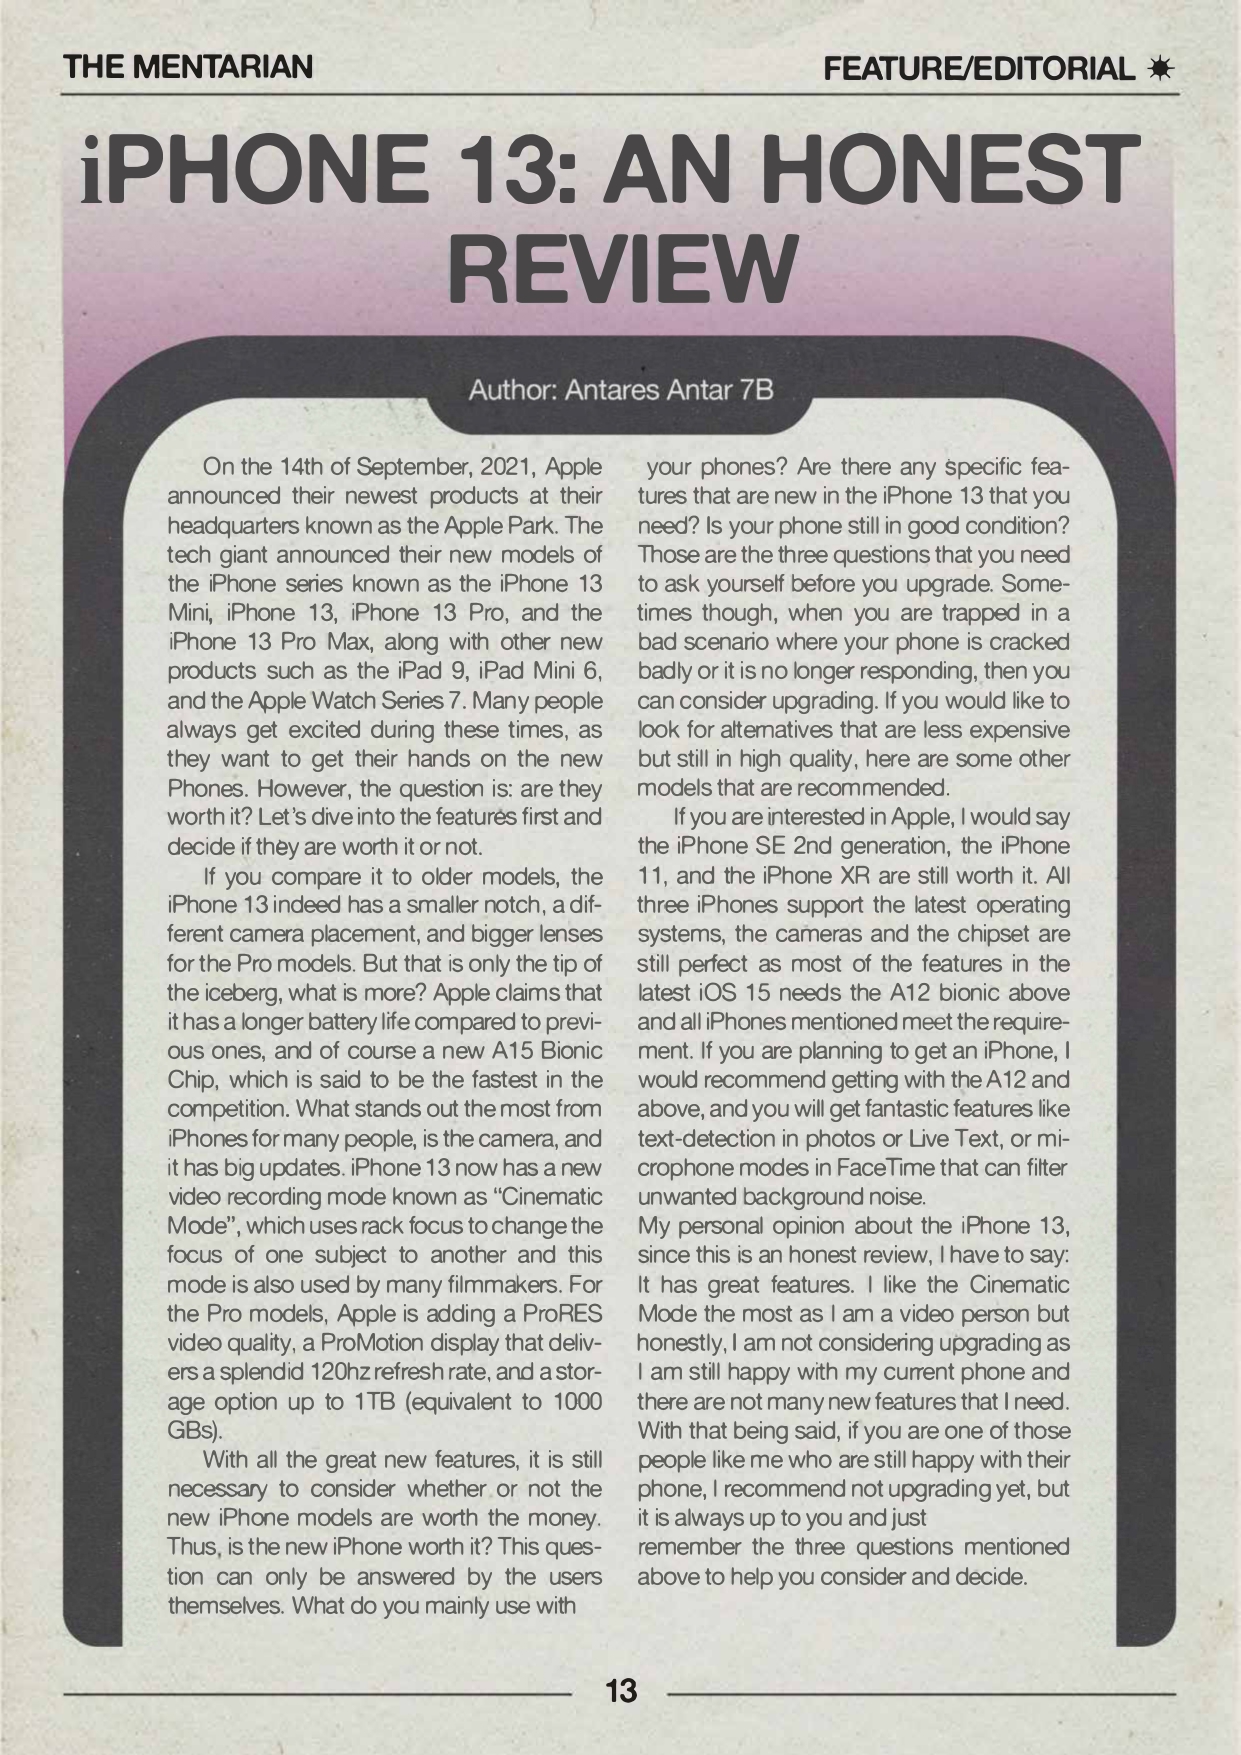 THE MENTARIAN
FEATURE/EDITORIAL
iPHONE 13: AN HONEST
REVIEW
Author: Antares Antar 7B
On the 14th of September, 2021, Apple
announced their newest products at their
headquarters known as the Apple Park. The
tech giant announced their new models of
the iPhone series known as the iPhone 13
Mini, iPhone 13, iPhone 13 Pro, and the
iPhone 13 Pro Max, along with other new
products such as the iPad 9, iPad Mini 6,
and the Apple Watch Series 7. Many people
always get excited during these times, as
they want to get their hands on the new
Phones. However, the question is: are they
worth it? Let's dive into the features first and
decide if they are worth it or not.
If you compare it to older models, the
iPhone 13 indeed has a smaller notch, a dif-
ferent camera placement, and bigger lenses
for the Pro models. But that is only the tip of
the iceberg, what is more? Apple claims that
it has a longer battery life compared to previ-
ous ones, and of course a new A15 Bionic
Chip, which is said to be the fastest in the
competition. What stands out the most from
iPhones for many people, is the camera, and
it has big updates. iPhone 13 now has a new
video recording mode known as “Cinematic
Mode”, which uses rack focus to change the
focus of one subject to another and this
mode is also used by many filmmakers. For
the Pro models, Apple is adding a ProRES
video quality, a ProMotion display that deliv-
ers a splendid 120hz refresh rate, and a stor-
age option up to 1TB (equivalent to 1000
GBs).
With all the great new features, it is still
necessary to consider whether or not the
new iPhone models are worth the money.
Thus, is the new iPhone worth it? This ques-
tion can only be answered by the users
themselves. What do you mainly use with
your phones? Are there any specific fea-
tures that are new in the iPhone 13 that you
need? Is your phone still in good condition?
Those are the three questions that you need
to ask yourself before you upgrade. Some-
times though, when you are trapped in a
bad scenario where your phone is cracked
badly or it is no longer responding, then you
can consider upgrading. If you would like to
look for alternatives that are less expensive
but still in high quality, here are some other
models that are recommended.
If you are interested in Apple, I would say
the iPhone SE 2nd generation, the iPhone
11, and the iPhone XR are still worth it. All
three iPhones support the latest operating
systems, the cameras and the chipset are
still perfect as most of the features in the
latest iOS 15 needs the A12 bionic above
and all iPhones mentioned meet the require-
ment. If you are planning to get an iPhone, I
would recommend getting with the A12 and
above, and you will get fantastic features like
text-detection in photos or Live Text, or mi-
crophone modes in FaceTime that can filter
unwanted background noise.
My personal opinion about the iPhone 13,
since this is an honest review, I have to say:
It has great features. I like the Cinematic
Mode the most as I am a video person but
honestly, I am not considering upgrading as
I am still happy with my current phone and
there are not many new features that I need.
With that being said, if you are one of those
people like me who are still happy with their
phone, I recommend not upgrading yet, but
it is always up to you and just
remember the three questions mentioned
above to help you consider and decide.
13